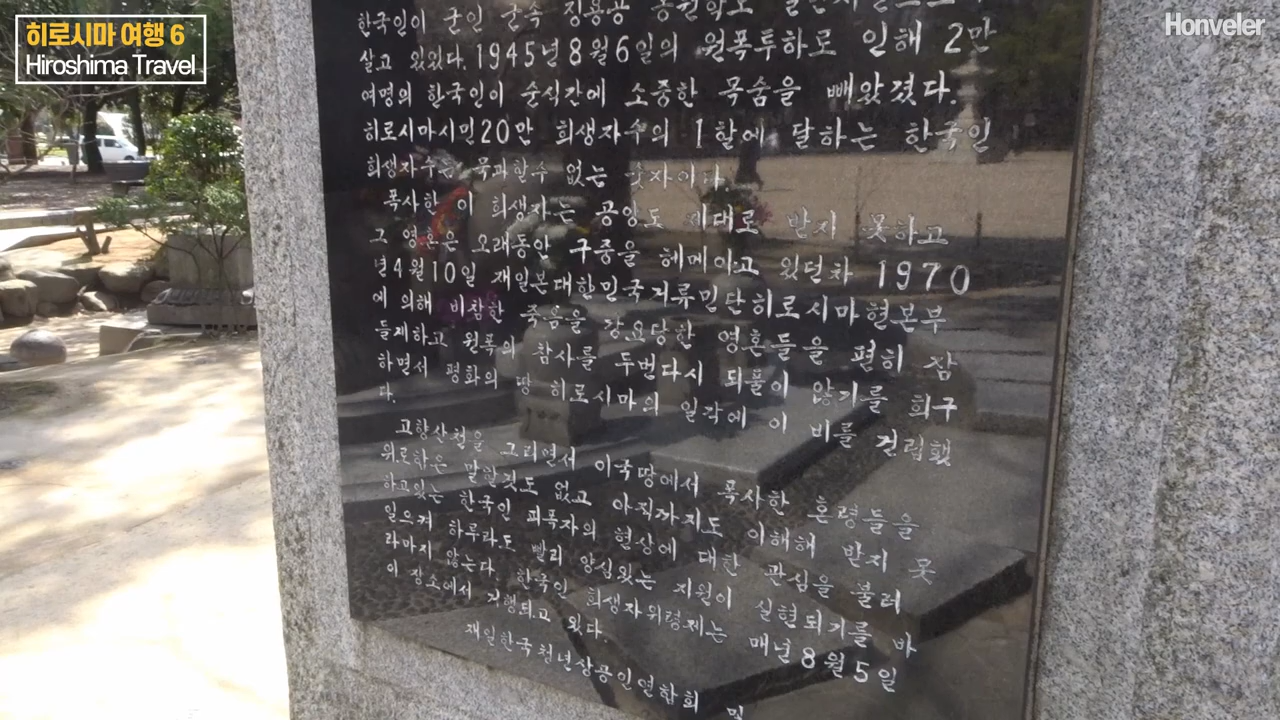 히로시마 여행 6
Hiroshima Travel
Honveler
한국인이 군인 군속 징용공 동원학도
살고 있었다. 1945년 8월6일의 원폭투하로 인해 2만
여명의 한국인이 순식간에 소중한 목숨을 빼앗겼다.
히로시마시민20만 희생자수의 1할에 달하는 한국인
희생자수는 묵과할수 없는 숫자이다.
폭사한 이 희생자는 공양도 제대로 받지 못하고
그 영혼은 오래동안 구중을 헤메이고 있던차 1970
년4월10일 재일본대한민국거류민단히로시마현본부
에 의해 비참한 죽음을 강요당한 영혼들을 편히 잠
들게하고 원폭의 참사를 두번다시 되풀이 않기를 희구
하면서 평화의 땅 히로시마의 일각에 이 비를 건립했
다.
고향산천을 그리면서 이국땅에서 폭사한 혼령들을
위로함은 말할것도 없고 아직까지도 이해해 받지 못
하고있는 한국인 피폭자의 현상에 대한 관심을 불러
일으켜 하루라도 빨리 양심있는 지원이 실현되기를 바
라마지 않는다. 한국인 희생자위령제는 매년 8월5일
이 장소에서 거행되고 있다.
재일한국청년상공인연합회 및